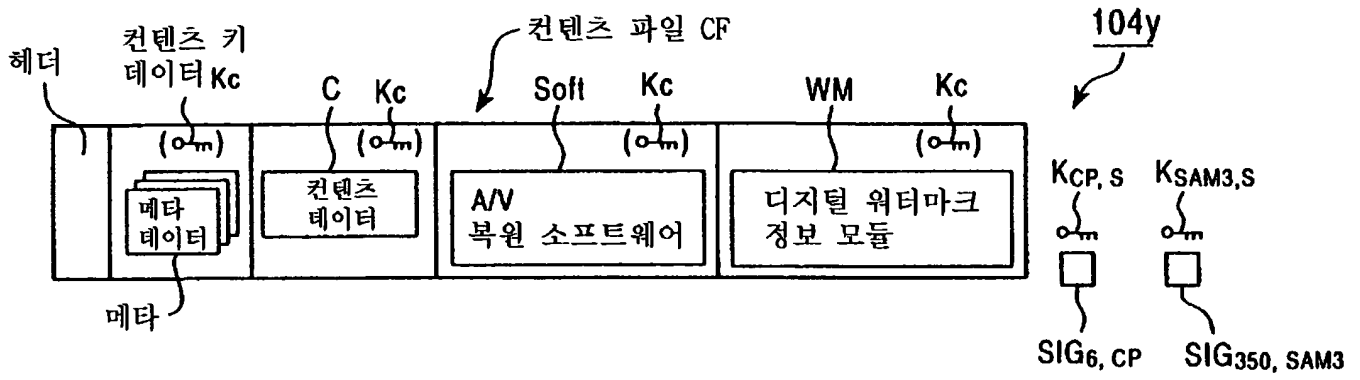 104y
컨텐츠 파일 CF
컨텐츠 키
데이터 Kc
헤더
C
Kc
Soft
Kc
WM
Kc
메타
데이터
컨텐츠
데이터
A/V
복원 소프트웨어
디지털 워터마크
정보 모듈
KCP, S
KSAM3,S
메타
SIG6, CP
SIG350, SAM3